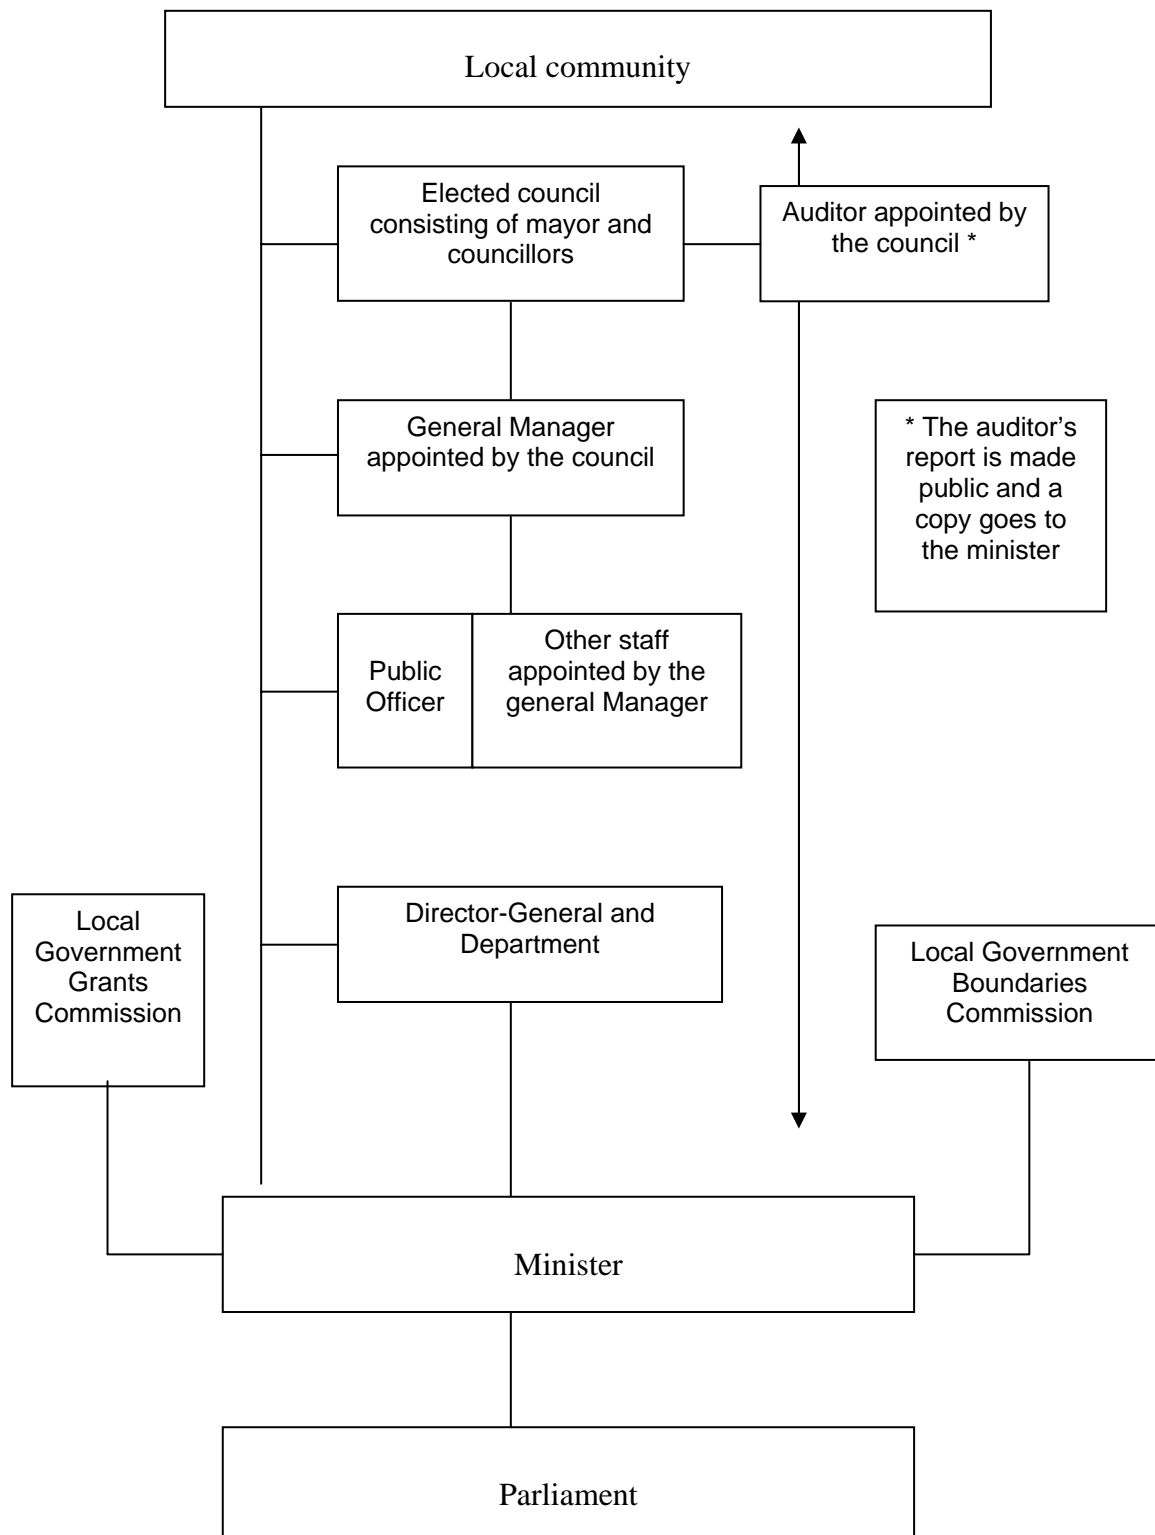 Local community
Elected council
consisting of mayor and
councillors
Auditor appointed by
the council *
General Manager
appointed by the council
* The auditor’s
report is made
public and a
copy goes to
the minister
Public
Officer
Other staff
appointed by the
general Manager
Local
Government
Grants
Commission
Director-General and
Department
Local Government
Boundaries
Commission
Minister
Parliament